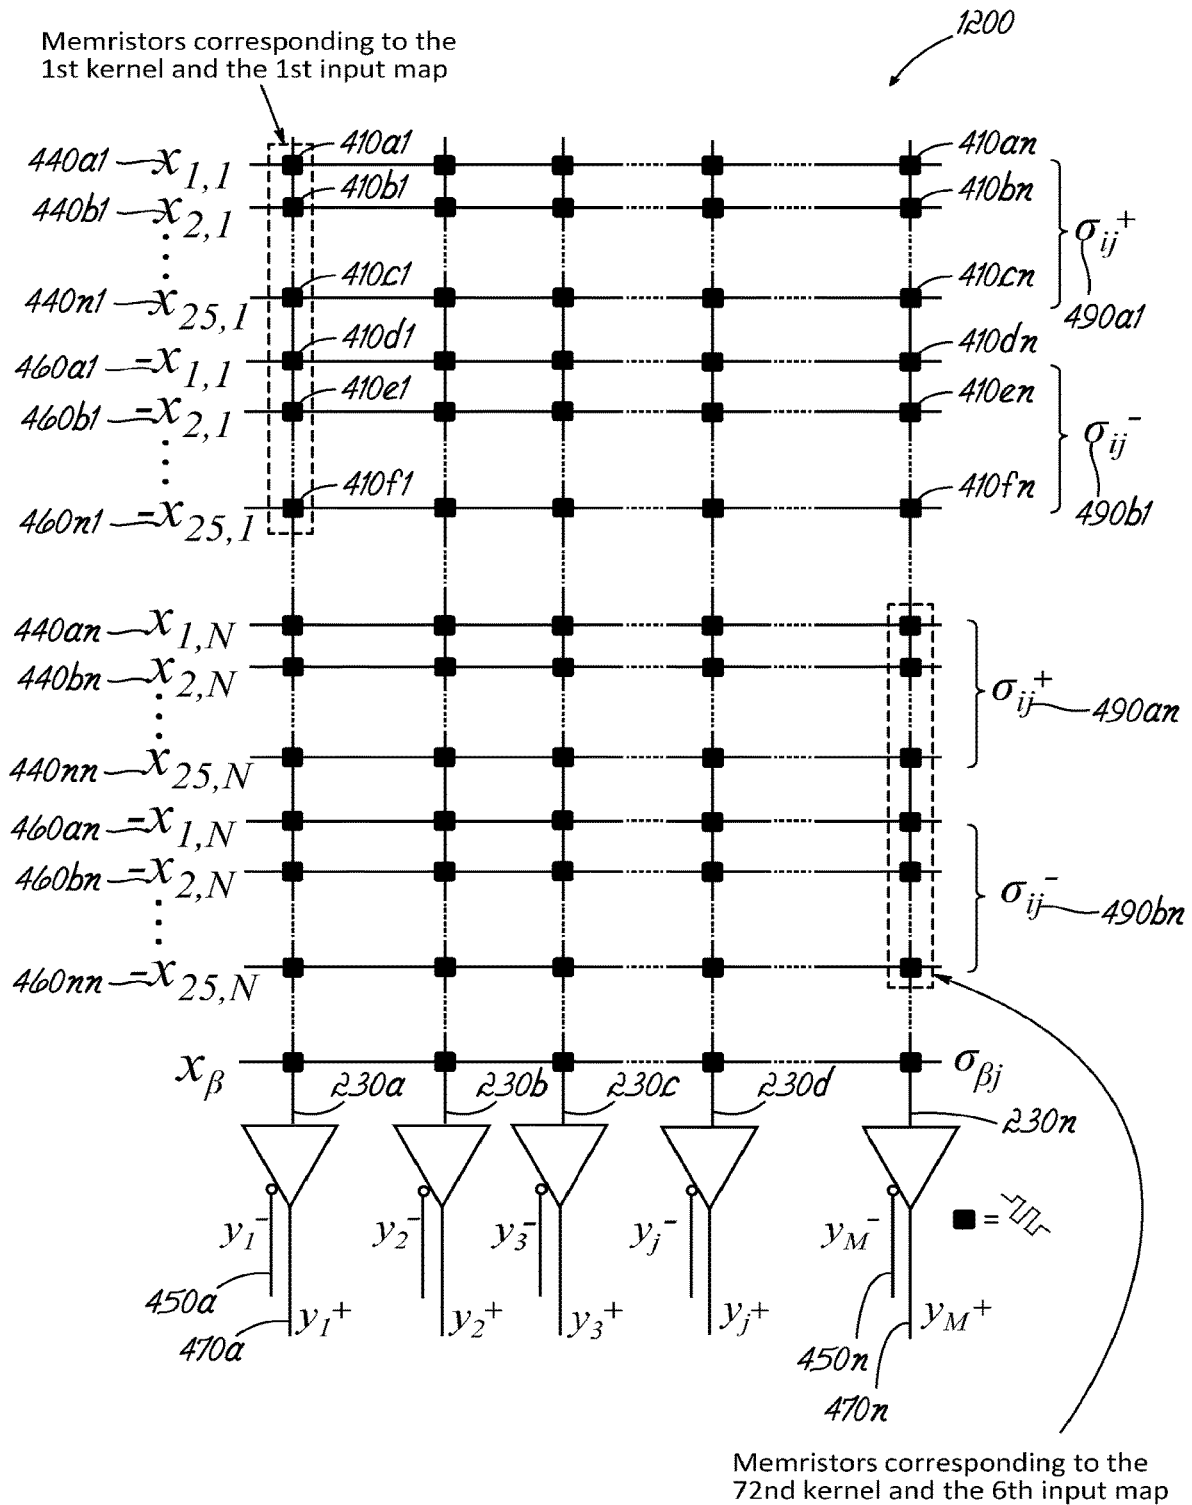 1200
Memristors corresponding to the
1st kernel and the 1st input map
440a1 x1,1 410a1 410an
440b1 x2,1 410b1 410bn
σij+
440n1 x25,1 410c1 410cn
490a1
460a1 -x1,1 410d1 410dn
460b1 -x2,1 410e1 410en
σij-
460n1 -x25,1 410f1 410fn
490b1
440an x1,N
440bn x2,N
σij+ 490an
440nn x25,N
460an -x1,N
460bn -x2,N
σij- 490bn
460nn -x25,N
xβ σβj
230a 230b 230c 230d 230n
=
y1- y2- y3- yj- yM-
450a y1+ y2+ y3+ yj+ yM+
470a 450n
470n
Memristors corresponding to the
72nd kernel and the 6th input map